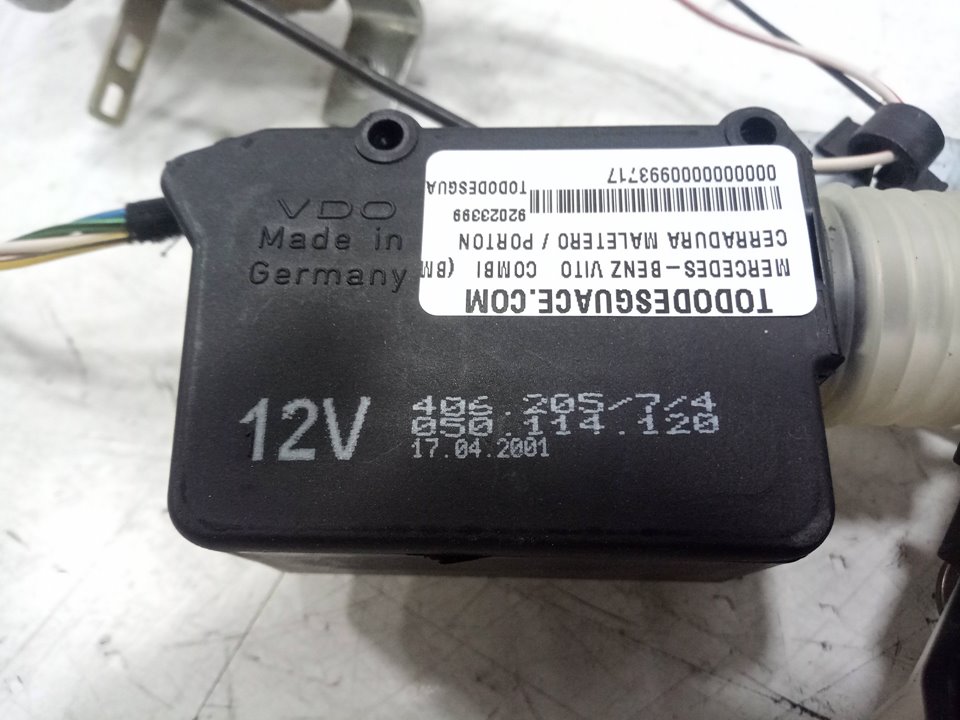 VDO
Made in
Germany
12V
406.205/7/4
050.114.120
17.04.2001
TODODESGUACE.COM
MERCEDES-BENZ VITO COMBI (BM
CERRADURA MALETERO / PORTON
92023399
TODODESGUA
0000000000993717